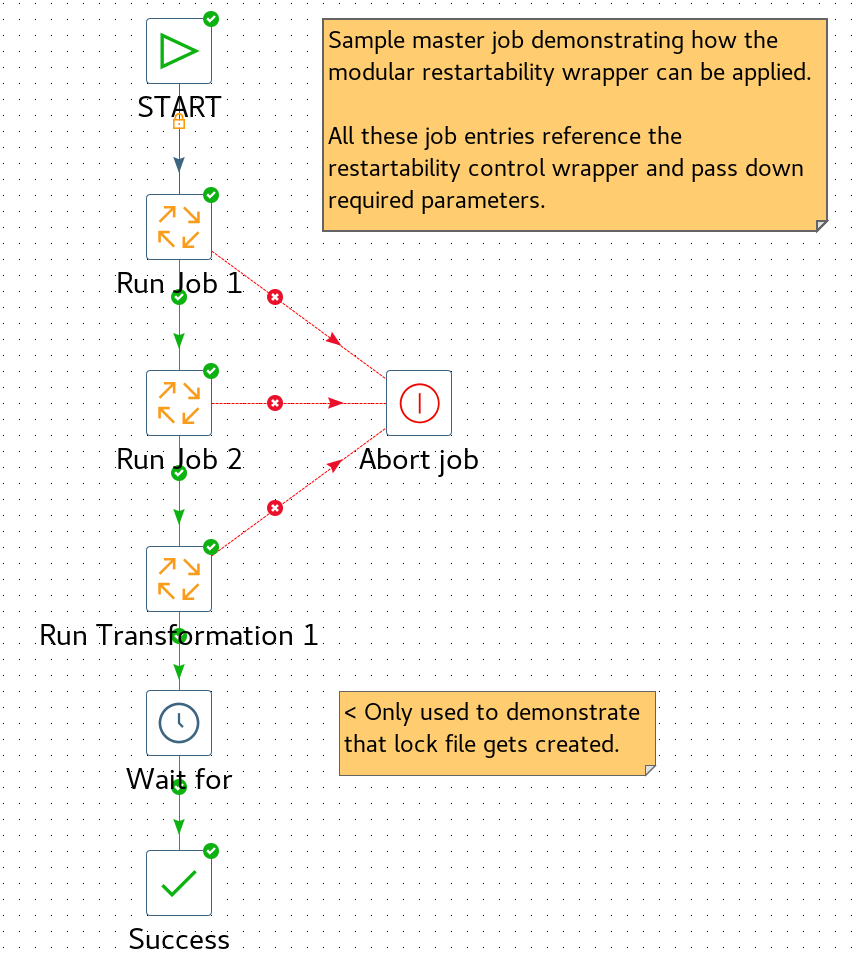 START
Sample master job demonstrating how the
modular restartability wrapper can be applied.
All these job entries reference the
restartability control wrapper and pass down
required parameters.
Run Job 1
Run Job 2
Abort job
Run Transformation 1
< Only used to demonstrate
that lock file gets created.
Wait for
Success